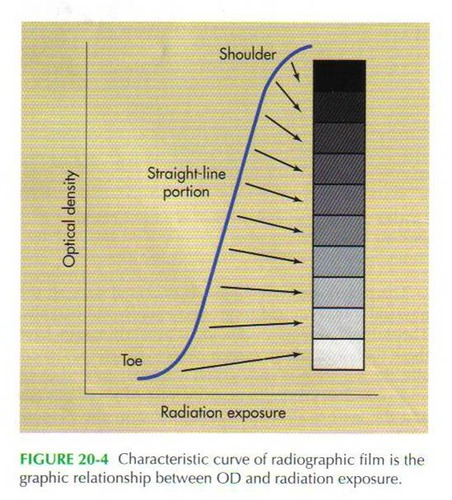 Shoulder
Straight-line
portion
Optical density
Toe
Radiation exposure
FIGURE 20-4 Characteristic curve of radiographic film is the
graphic relationship between OD and radiation exposure.